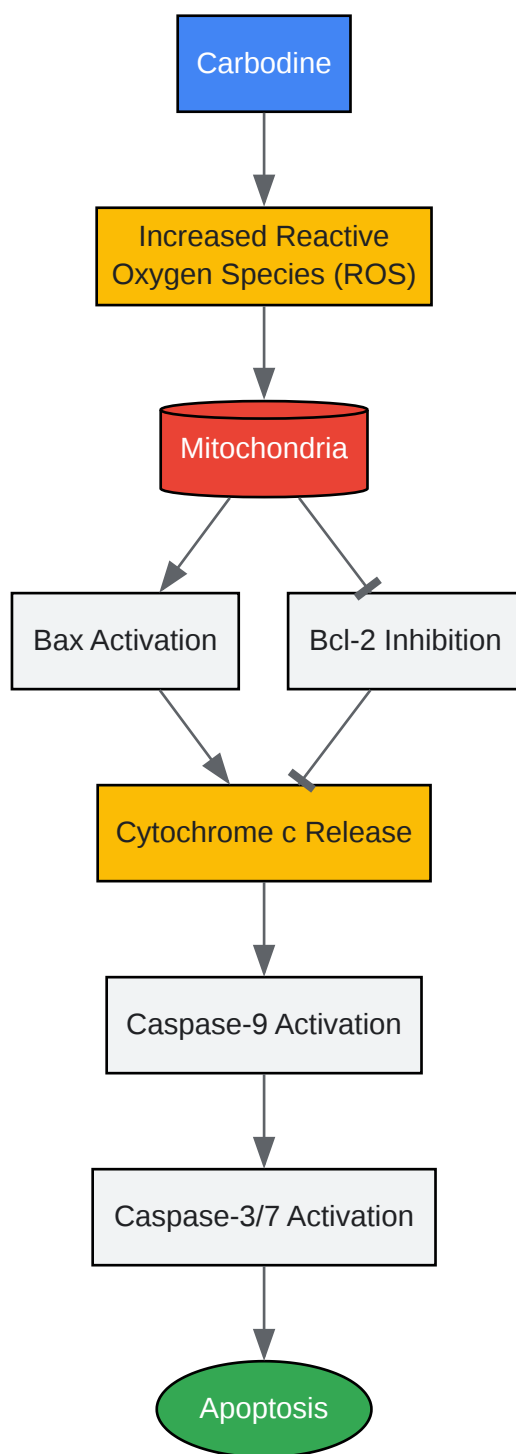 Carbodine
Increased Reactive
Oxygen Species (ROS)
Mitochondria
Bax Activation
Bcl-2 Inhibition
Cytochrome c Release
Caspase-9 Activation
Caspase-3/7 Activation
Apoptosis